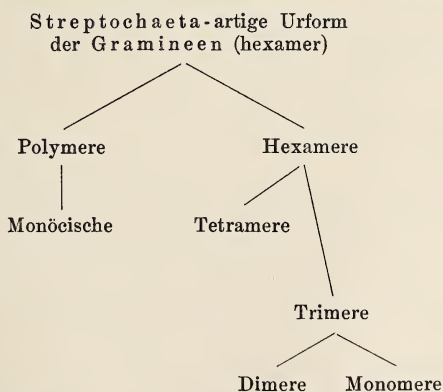 Streptochaeta-artige Urform
der Gramineen (hexamer)
Polymere Hexamere
Monöcische Tetramere
Trimere
Dimere Monomere